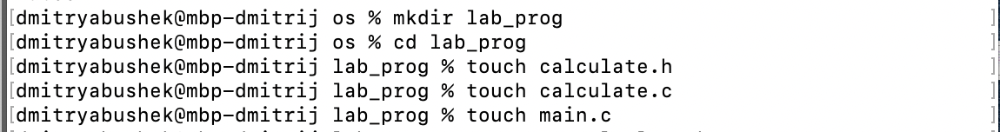 [dmitryabushek@mbp-dmitrij os % mkdir lab_prog ]
[dmitryabushek@mbp-dmitrij os % cd lab_prog ]
[dmitryabushek@mbp-dmitrij lab_prog % touch calculate.h ]
[dmitryabushek@mbp-dmitrij lab_prog % touch calculate.c ]
[dmitryabushek@mbp-dmitrij lab_prog % touch main.c ]